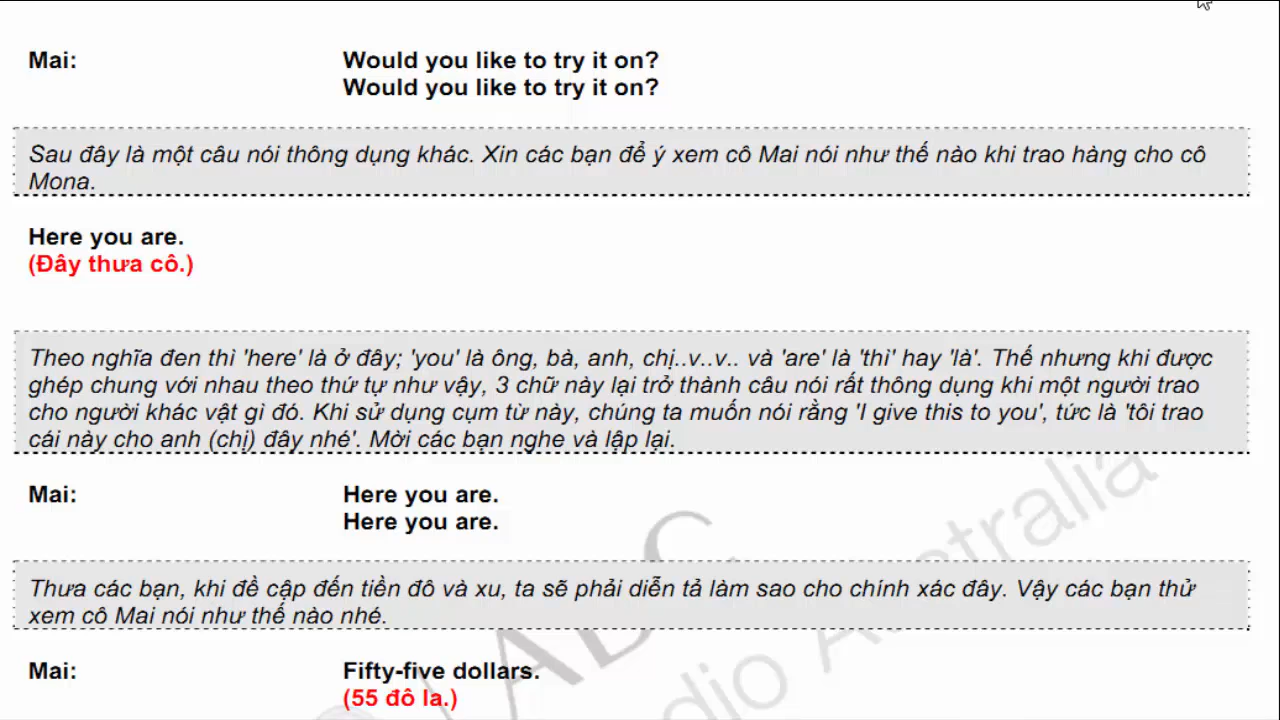 Mai: Would you like to try it on?
Would you like to try it on?
Sau đây là một câu nói thông dụng khác. Xin các bạn để ý xem cô Mai nói như thế nào khi trao hàng cho cô
Mona.
Here you are.
(Đây thưa cô.)
Theo nghĩa đen thì 'here' là ở đây; 'you' là ông, bà, anh, chị..v..v.. và 'are' là 'thì' hay 'là'. Thế nhưng khi được
ghép chung với nhau theo thứ tự như vậy, 3 chữ này lại trở thành câu nói rất thông dụng khi một người trao
cho người khác vật gì đó. Khi sử dụng cụm từ này, chúng ta muốn nói rằng 'I give this to you', tức là 'tôi trao
cái này cho anh (chị) đây nhé'. Mời các bạn nghe và lập lại.
Mai: Here you are.
Here you are.
Thưa các bạn, khi đề cập đến tiền đô và xu, ta sẽ phải diễn tả làm sao cho chính xác đây. Vậy các bạn thử
xem cô Mai nói như thế nào nhé.
Mai: Fifty-five dollars.
(55 đô la.)
ABC
Australia